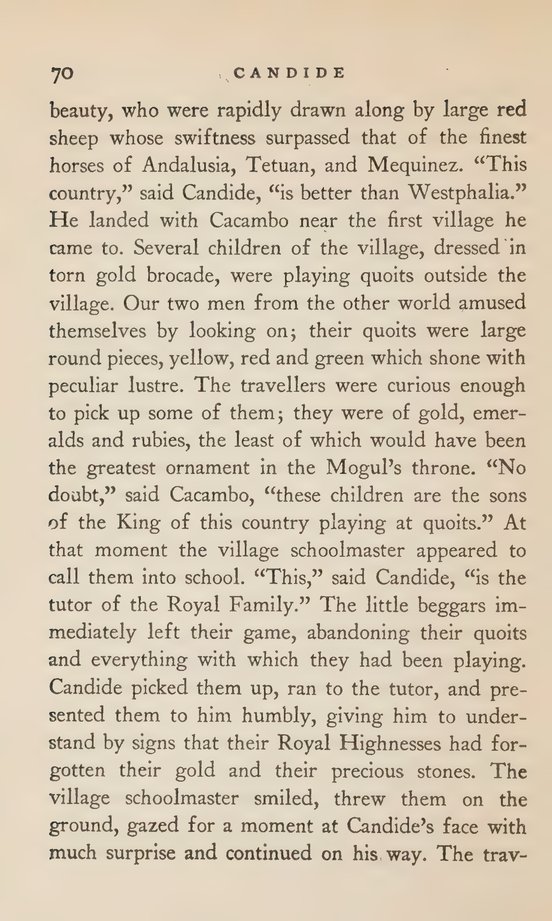 70 CANDIDE
beauty, who were rapidly drawn along by large red
sheep whose swiftness surpassed that of the finest
horses of Andalusia, Tetuan, and Mequinez. “This
country,” said Candide, “is better than Westphalia.”
He landed with Cacambo near the first village he
came to. Several children of the village, dressed in
torn gold brocade, were playing quoits outside the
village. Our two men from the other world amused
themselves by looking on; their quoits were large
round pieces, yellow, red and green which shone with
peculiar lustre. The travellers were curious enough
to pick up some of them; they were of gold, emer-
alds and rubies, the least of which would have been
the greatest ornament in the Mogul’s throne. “No
doubt,” said Cacambo, “these children are the sons
of the King of this country playing at quoits.” At
that moment the village schoolmaster appeared to
call them into school. “This,” said Candide, “is the
tutor of the Royal Family.” The little beggars im-
mediately left their game, abandoning their quoits
and everything with which they had been playing.
Candide picked them up, ran to the tutor, and pre-
sented them to him humbly, giving him to under-
stand by signs that their Royal Highnesses had for-
gotten their gold and their precious stones. The
village schoolmaster smiled, threw them on the
ground, gazed for a moment at Candide’s face with
much surprise and continued on his way. The trav-